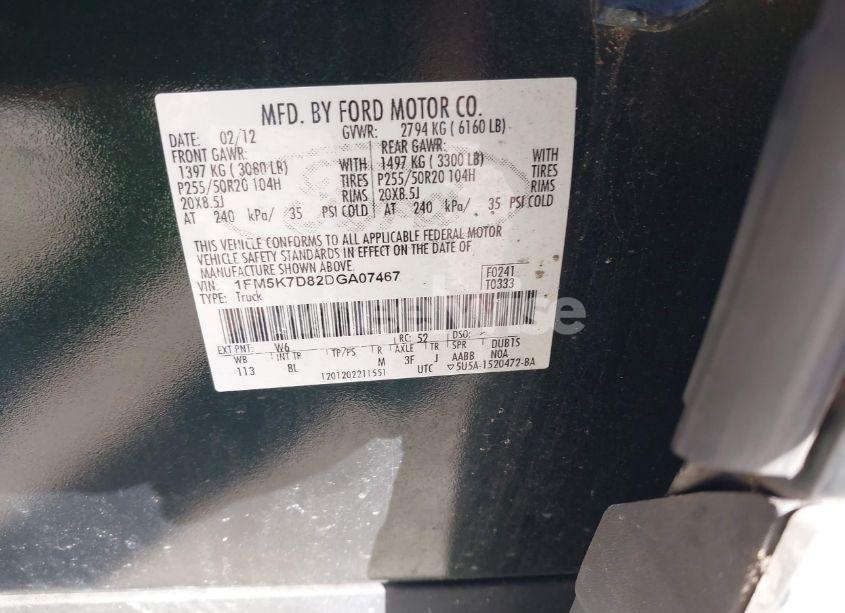 MFD. BY FORD MOTOR CO.
DATE: 02/12 GVWR: 2794 KG ( 6160 LB)
FRONT GAWR: REAR GAWR:
1397 KG ( 3080 LB) WITH 1497 KG ( 3300 LB) WITH
P255/50R20 104H TIRES P255/50R20 104H TIRES
20X8.5J RIMS 20X8.5J RIMS
AT 240 kPa/ 35 PSI COLD AT 240 kPa/ 35 PSI COLD
THIS VEHICLE CONFORMS TO ALL APPLICABLE FEDERAL MOTOR
VEHICLE SAFETY STANDARDS IN EFFECT ON THE DATE OF
MANUFACTURE SHOWN ABOVE.
VIN: 1FM5K7D82DGA07467 F0241
TYPE: Truck T0333
EXT PNT: W6 RC: 52 DSO:
WB INT TR TP/PS R AXLE TR SPR DUB1S
113 8L M 3F J AABB NOA
1201202211551 UTC ▽5U5A-1520472-BA